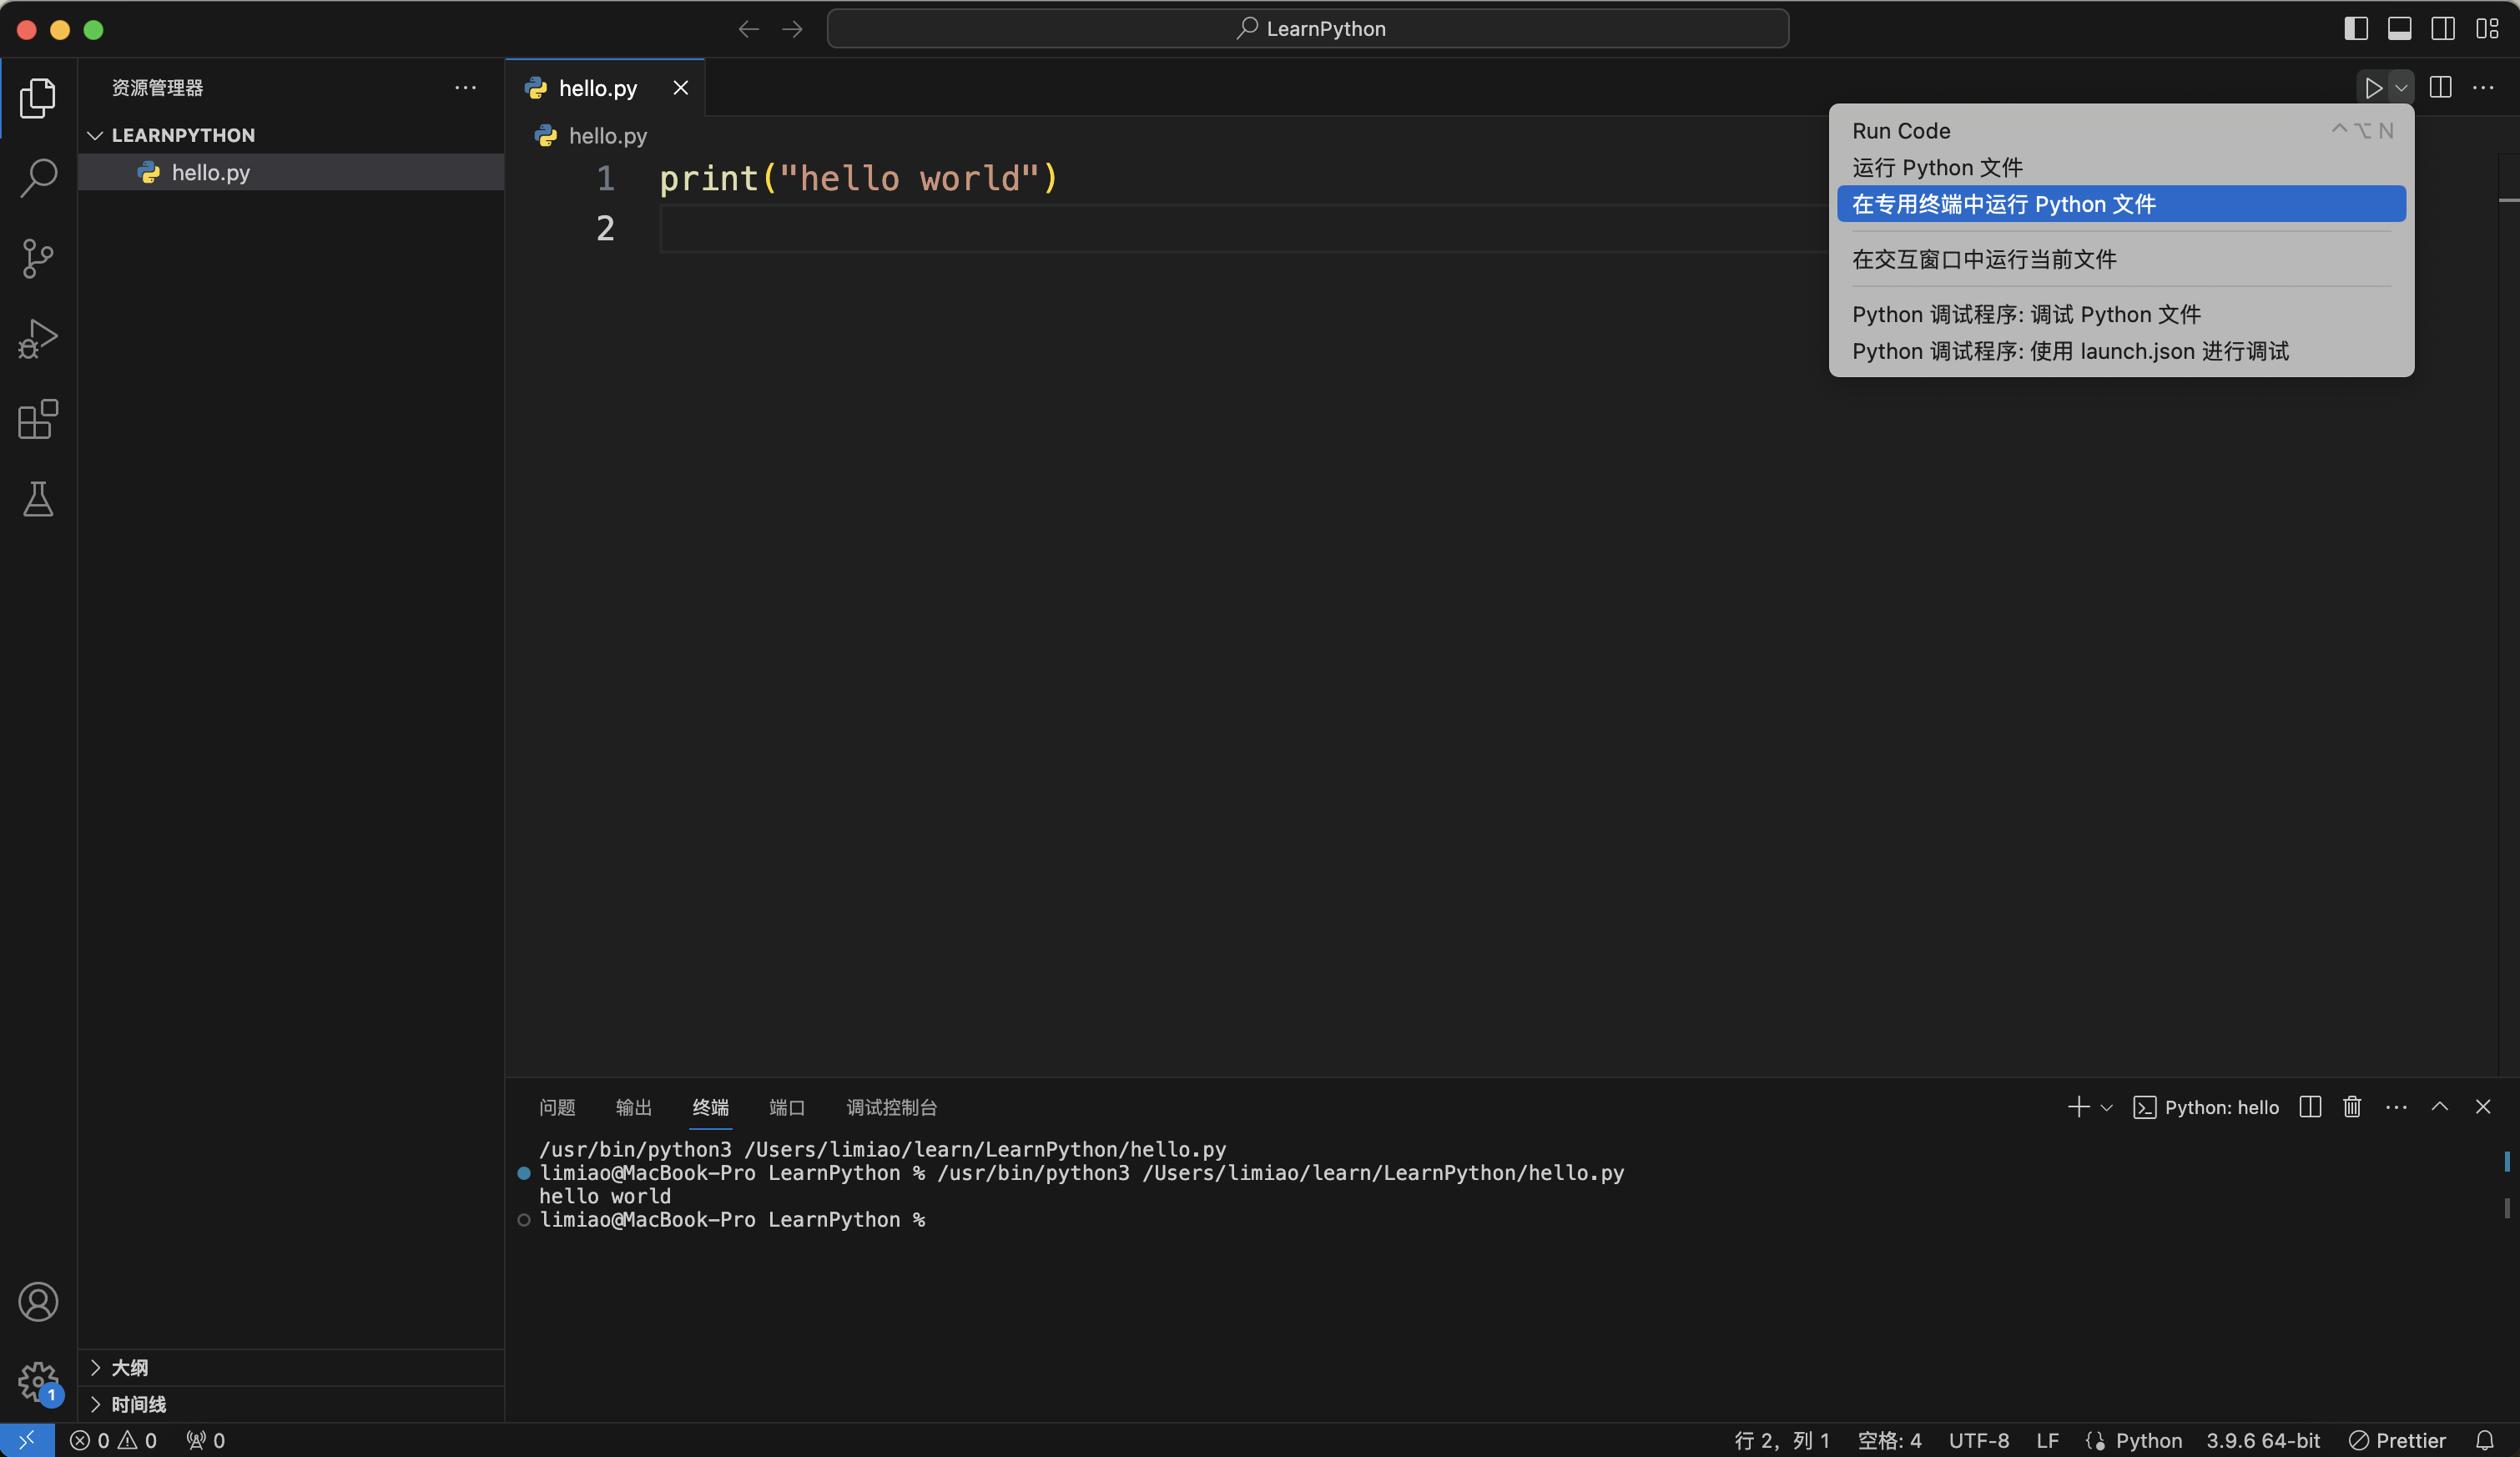 LearnPython
资源管理器
LEARNPYTHON
hello.py
hello.py
hello.py
1 print("hello world")
2
Run Code ^⌥N
运行 Python 文件
在专用终端中运行 Python 文件
在交互窗口中运行当前文件
Python 调试程序: 调试 Python 文件
Python 调试程序: 使用 launch.json 进行调试
问题 输出 终端 端口 调试控制台
Python: hello
/usr/bin/python3 /Users/limiao/learn/LearnPython/hello.py
limiao@MacBook-Pro LearnPython % /usr/bin/python3 /Users/limiao/learn/LearnPython/hello.py
hello world
limiao@MacBook-Pro LearnPython %
大纲
时间线
1
0 0 0
行 2，列 1 空格: 4 UTF-8 LF Python 3.9.6 64-bit Prettier